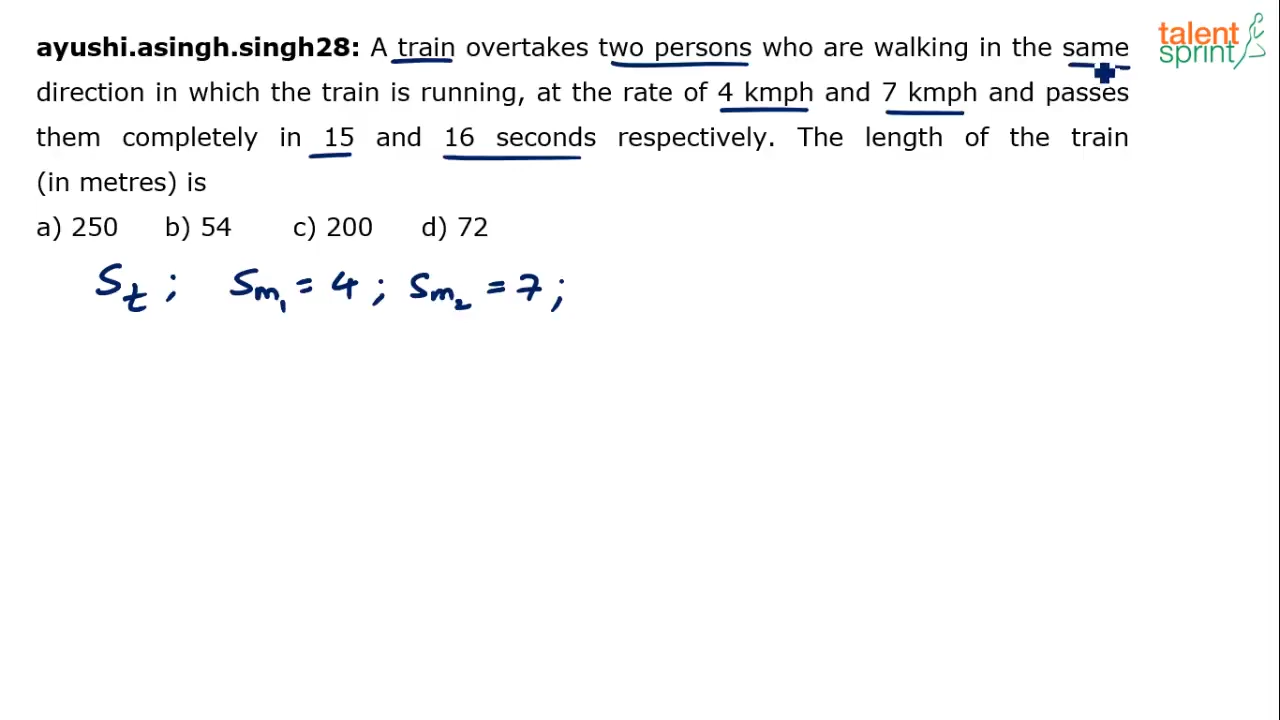 talent
sprint
ayushi.asingh.singh28: A train overtakes two persons who are walking in the same
direction in which the train is running, at the rate of 4 kmph and 7 kmph and passes
them completely in 15 and 16 seconds respectively. The length of the train
(in metres) is
a) 250 b) 54 c) 200 d) 72
St ; Sm1 = 4 ; Sm2 = 7 ;